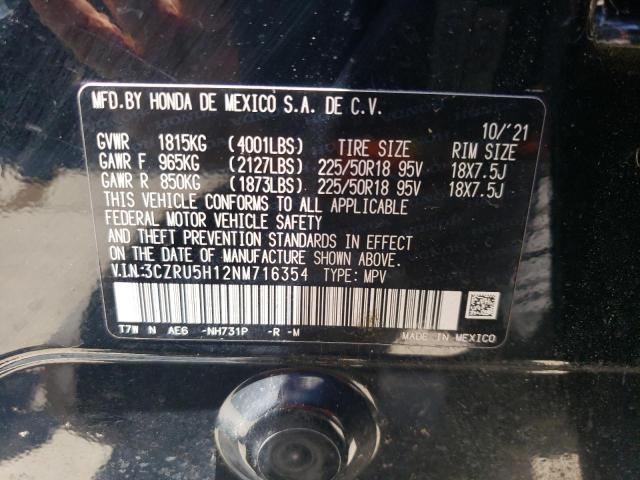 MFD.BY HONDA DE MEXICO S.A. DE C.V.
10/'21
GVWR 1815KG (4001LBS) TIRE SIZE RIM SIZE
GAWR F 965KG (2127LBS) 225/50R18 95V 18X7.5J
GAWR R 850KG (1873LBS) 225/50R18 95V 18X7.5J
THIS VEHICLE CONFORMS TO ALL APPLICABLE
FEDERAL MOTOR VEHICLE SAFETY
AND THEFT PREVENTION STANDARDS IN EFFECT
ON THE DATE OF MANUFACTURE SHOWN ABOVE.
V.I.N:3CZRU5H12NM716354 TYPE: MPV
T7W N AE6 -NH731P -R -M
MADE IN MEXICO